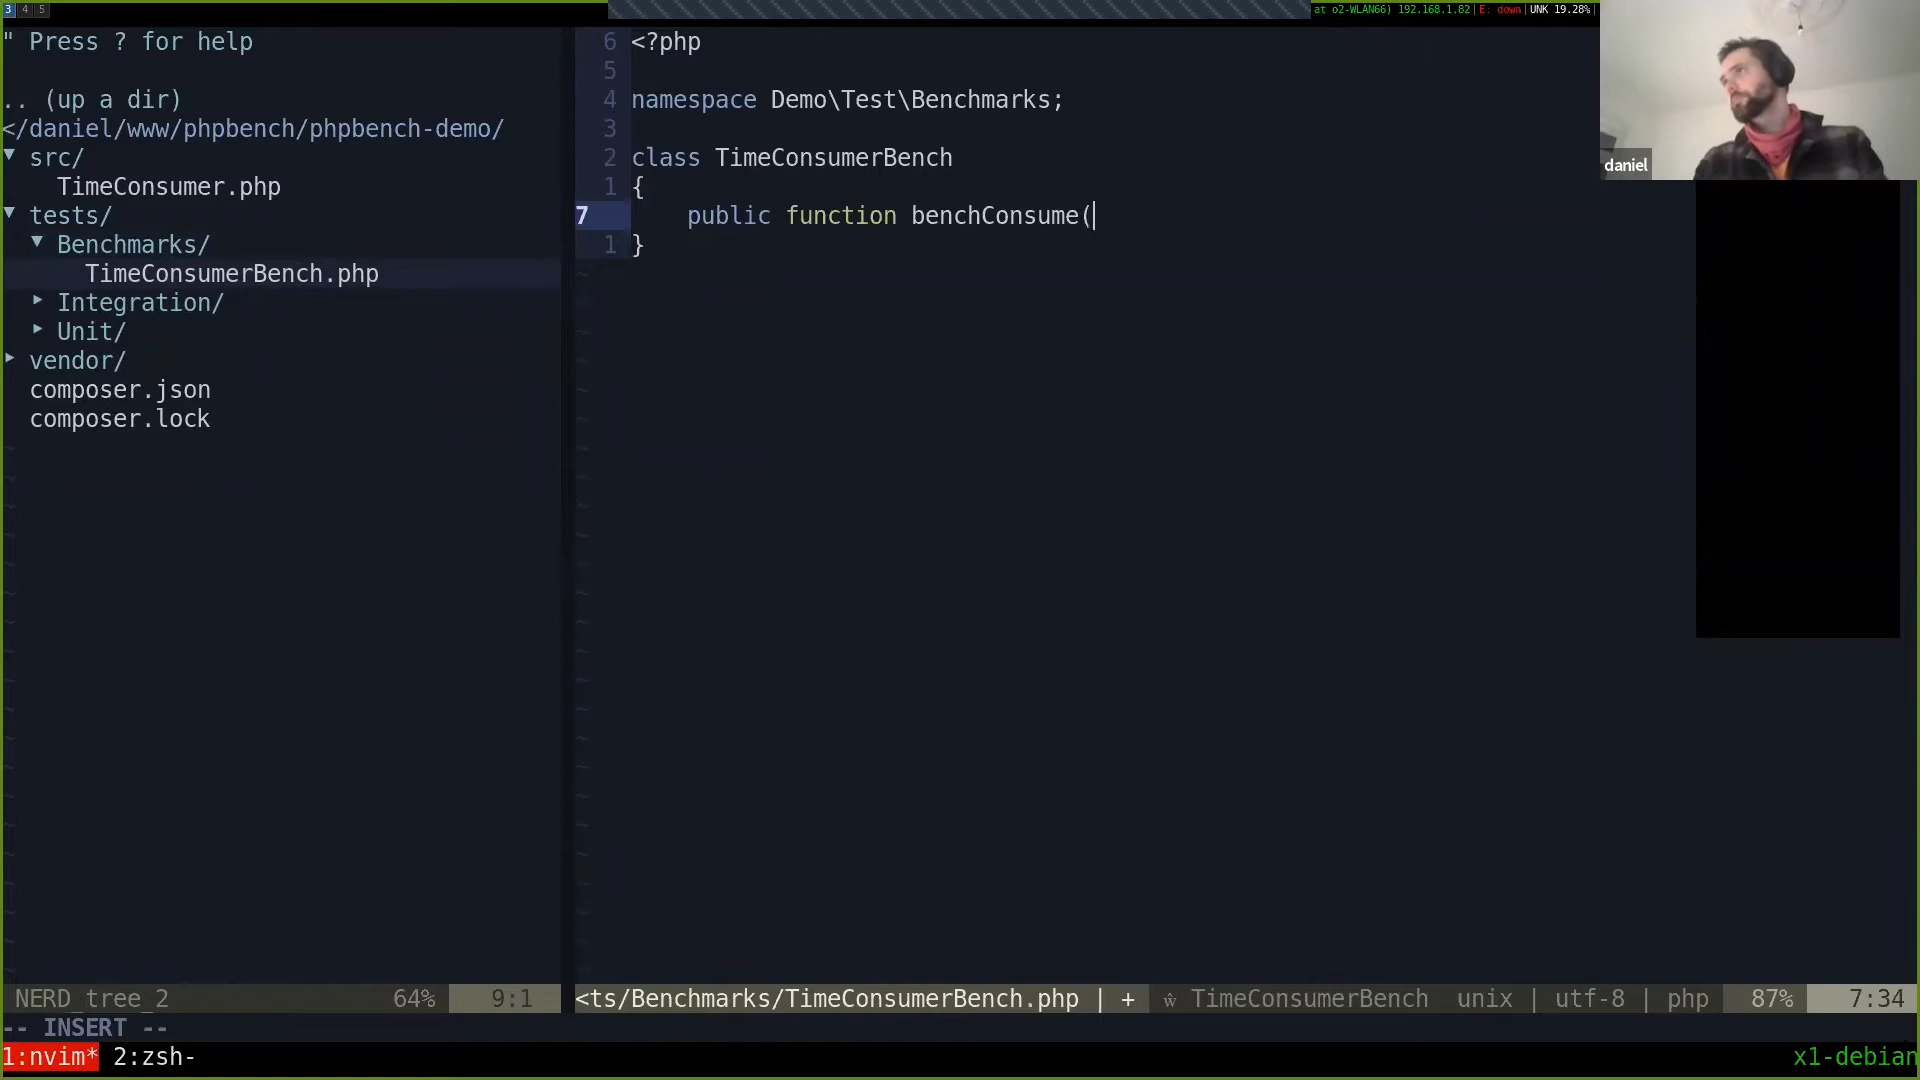 3 4 5
at o2-WLAN66) 192.168.1.82 | E: down | UNK 19.28% |
" Press ? for help
.. (up a dir)
</daniel/www/phpbench/phpbench-demo/
▼ src/
TimeConsumer.php
▼ tests/
▼ Benchmarks/
TimeConsumerBench.php
▸ Integration/
▸ Unit/
▸ vendor/
composer.json
composer.lock
6 <?php
5
4 namespace Demo\Test\Benchmarks;
3
2 class TimeConsumerBench
1 {
7 public function benchConsume(
1 }
daniel
NERD_tree_2 64% 9:1
<ts/Benchmarks/TimeConsumerBench.php | + ŵ TimeConsumerBench unix | utf-8 | php 87% 7:34
-- INSERT --
1:nvim* 2:zsh-
x1-debian